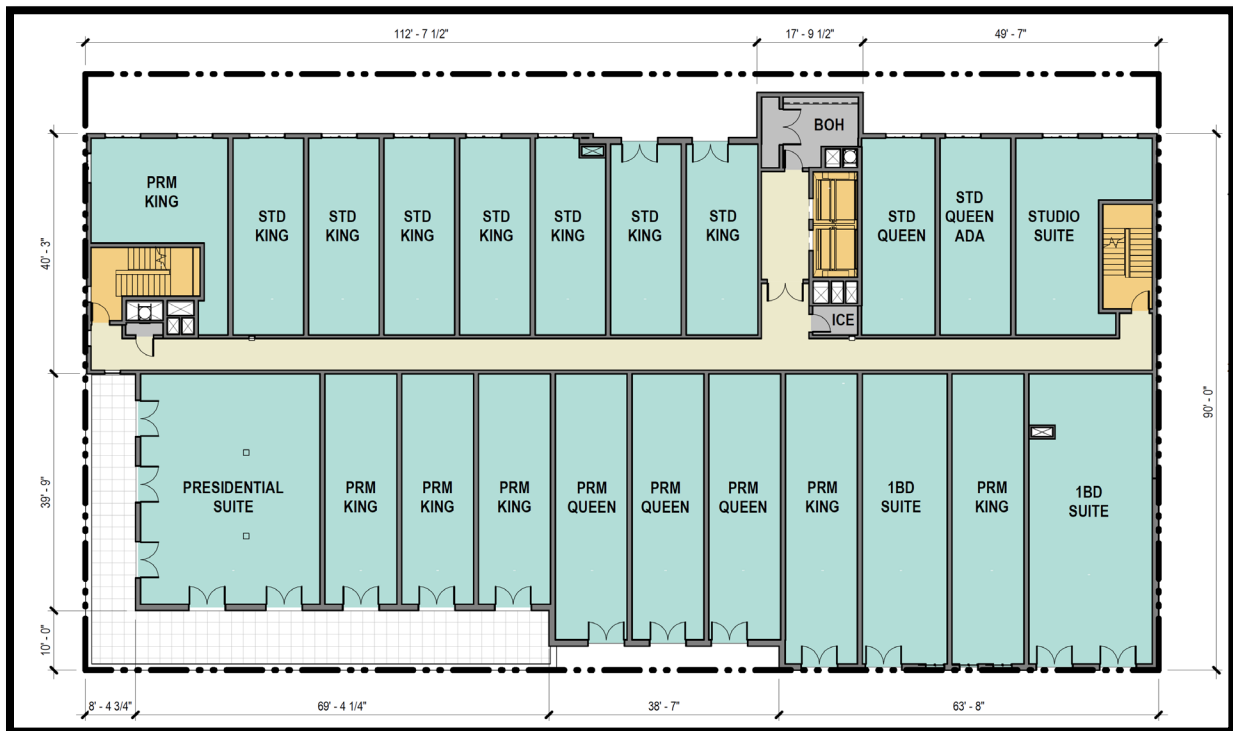 112' - 7 1/2"
17' - 9 1/2"
49' - 7"
BOH
PRM
KING
STD
KING
STD
KING
STD
KING
STD
KING
STD
KING
STD
KING
STD
KING
STD
QUEEN
STD
QUEEN
ADA
STUDIO
SUITE
40' - 3"
ICE
90' - 0"
39' - 9"
PRESIDENTIAL
SUITE
PRM
KING
PRM
KING
PRM
KING
PRM
QUEEN
PRM
QUEEN
PRM
QUEEN
PRM
KING
1BD
SUITE
PRM
KING
1BD
SUITE
10' - 0"
8' - 4 3/4"
69' - 4 1/4"
38' - 7"
63' - 8"